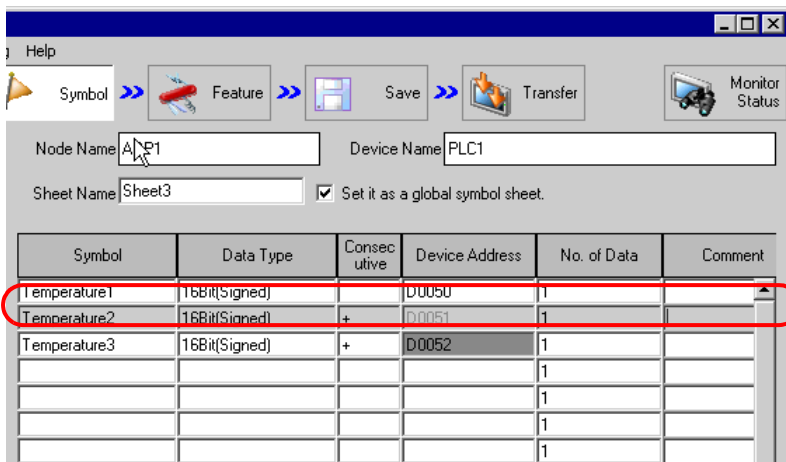 g Help
Symbol Feature Save Transfer Monitor
Status
Node Name Device Name PLC1
Sheet Name Sheet3 Set it as a global symbol sheet.
Symbol Data Type Consec
utive Device Address No. of Data Comment
Temperature1 16Bit(Signed) D0050 1
Temperature2 16Bit(Signed) + D0051 1
Temperature3 16Bit(Signed) + D0052 1
1
1
1
1